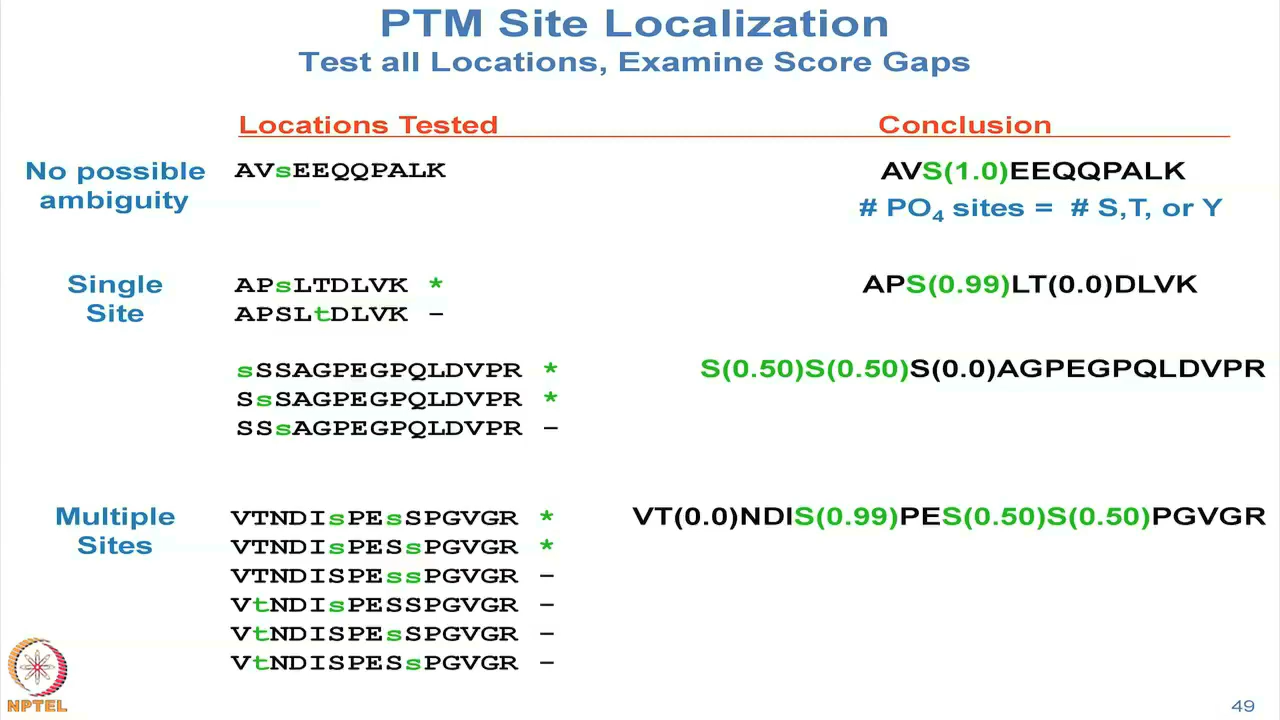 PTM Site Localization
Test all Locations, Examine Score Gaps
Locations Tested Conclusion
No possible ambiguity AVsEEQQPALK AVS(1.0)EEQQPALK
# PO4 sites = # S,T, or Y
Single Site APsLTDLVK * APS(0.99)LT(0.0)DLVK
APSLtDLVK –
sSSAGPEGPQLDVPR * S(0.50)S(0.50)S(0.0)AGPEGPQLDVPR
SsSAGPEGPQLDVPR *
SSsAGPEGPQLDVPR –
Multiple Sites VTNDIsPEsSPGVGR * VT(0.0)NDIS(0.99)PES(0.50)S(0.50)PGVGR
VTNDIsPESsPGVGR *
VTNDISPEssPGVGR –
VtNDIsPESSPGVGR –
VtNDISPEsSPGVGR –
VtNDISPESsPGVGR –
NPTEL
49